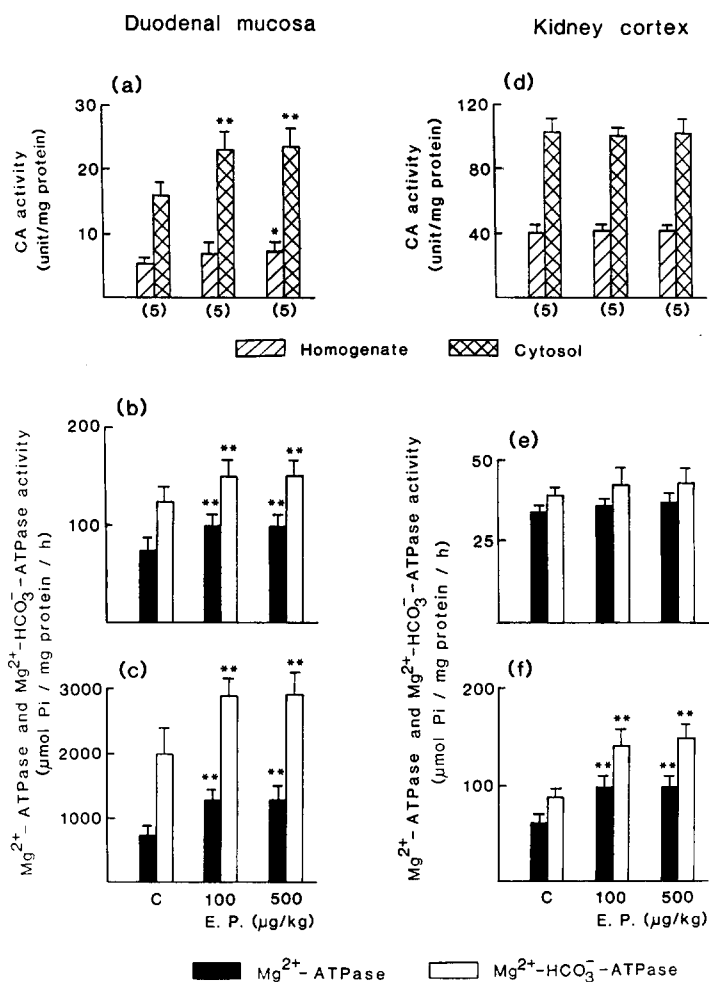 Duodenal mucosa
Kidney cortex
(a)
30
20
10
CA activity
(unit/mg protein)
**
**
*
(5)
(5)
(5)
(d)
120
80
40
CA activity
(unit/mg protein)
(5)
(5)
(5)
Homogenate
Cytosol
Mg²⁺-ATPase and Mg²⁺-HCO₃⁻-ATPase activity
(μmol Pi / mg protein / h)
(b)
200
100
**
**
**
**
(c)
3000
2000
1000
**
**
**
**
C
100
500
E. P. (μg/kg)
Mg²⁺-ATPase and Mg²⁺-HCO₃⁻-ATPase activity
(μmol Pi / mg protein / h)
(e)
50
25
(f)
200
100
**
**
**
**
C
100
500
E. P. (μg/kg)
Mg²⁺-ATPase
Mg²⁺-HCO₃⁻-ATPase